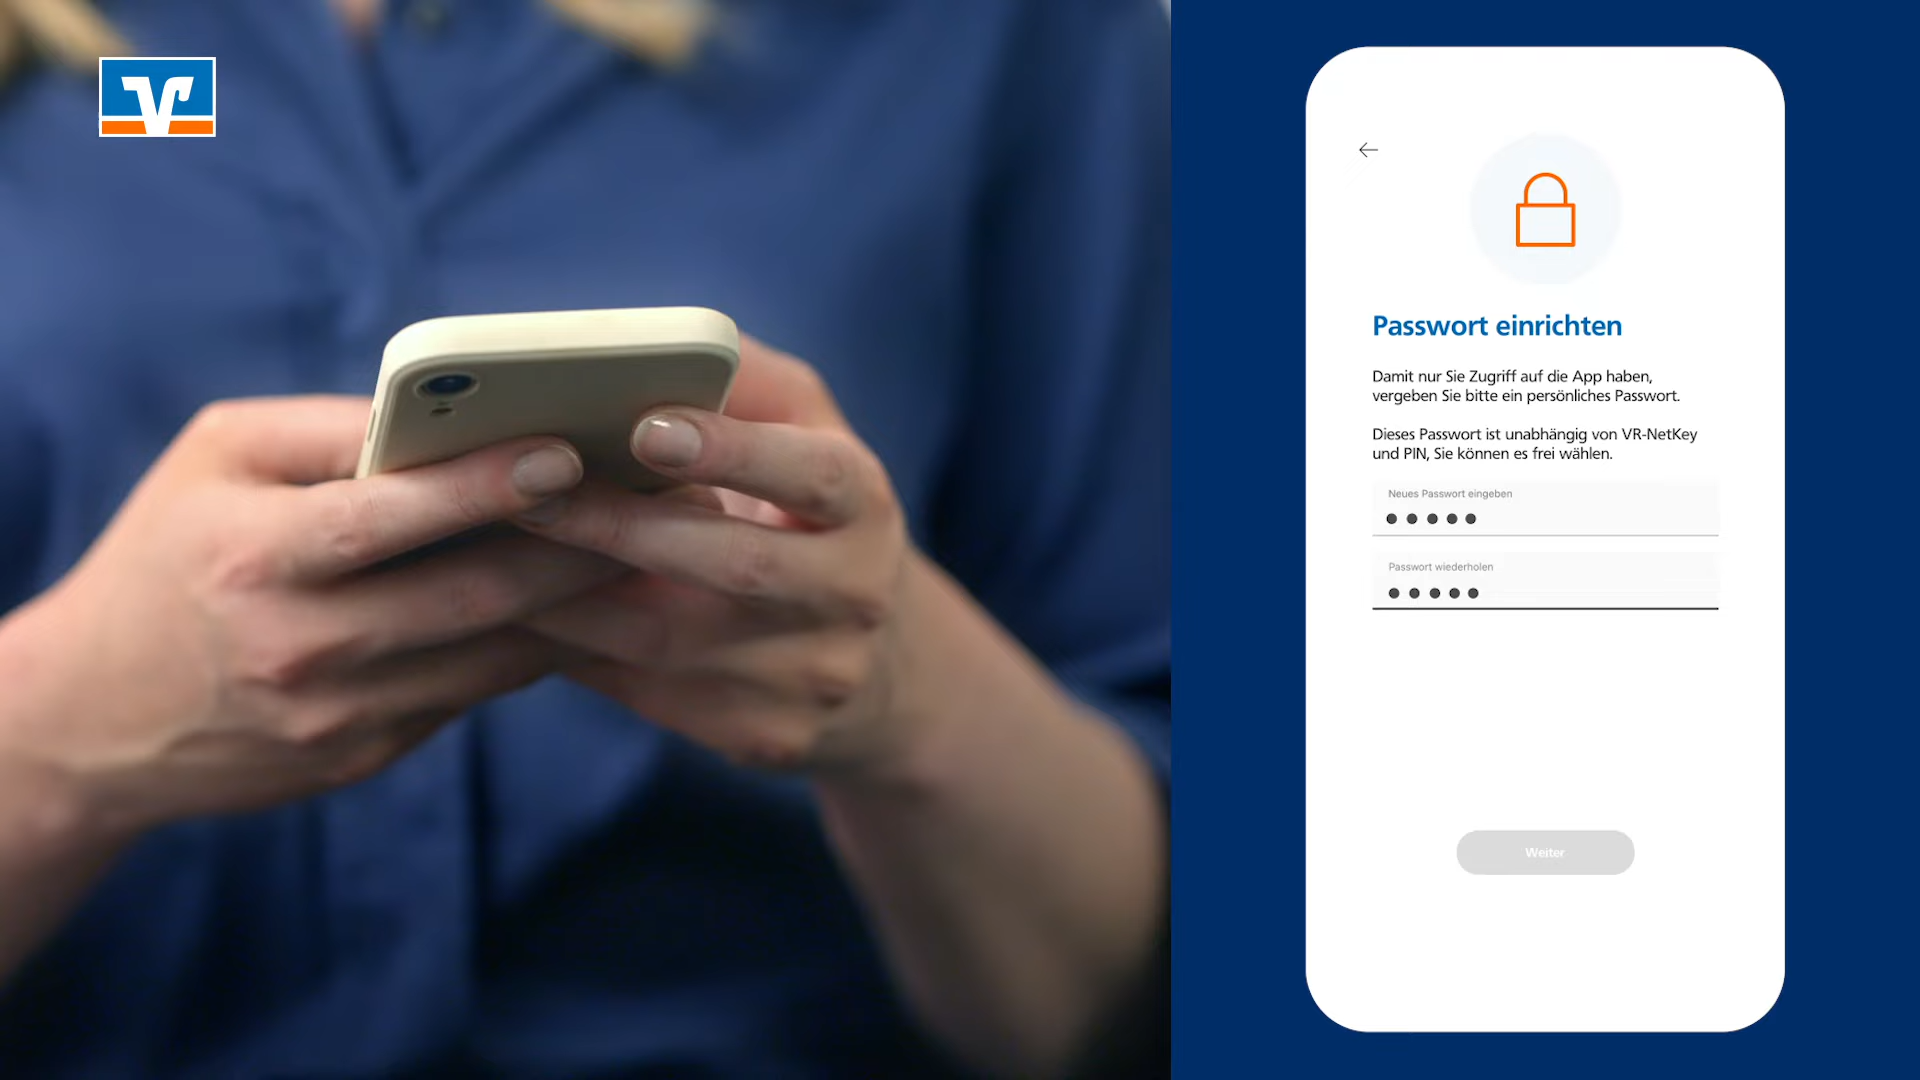 Passwort einrichten
Damit nur Sie Zugriff auf die App haben,
vergeben Sie bitte ein persönliches Passwort.
Dieses Passwort ist unabhängig von VR-NetKey
und PIN, Sie können es frei wählen.
Neues Passwort eingeben
Passwort wiederholen
Weiter